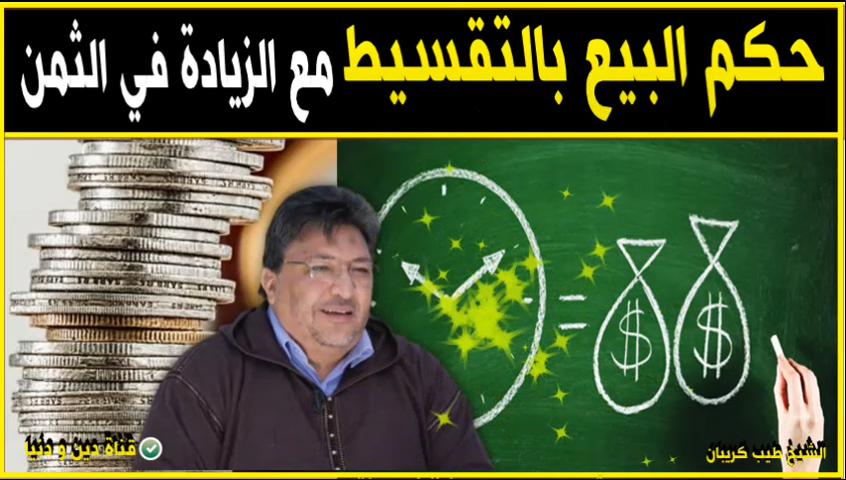 حكم البيع بالتقسيط مع الزيادة في الثمن
$ $
الشيخ طيب كريبان
قناة دين و دنيا